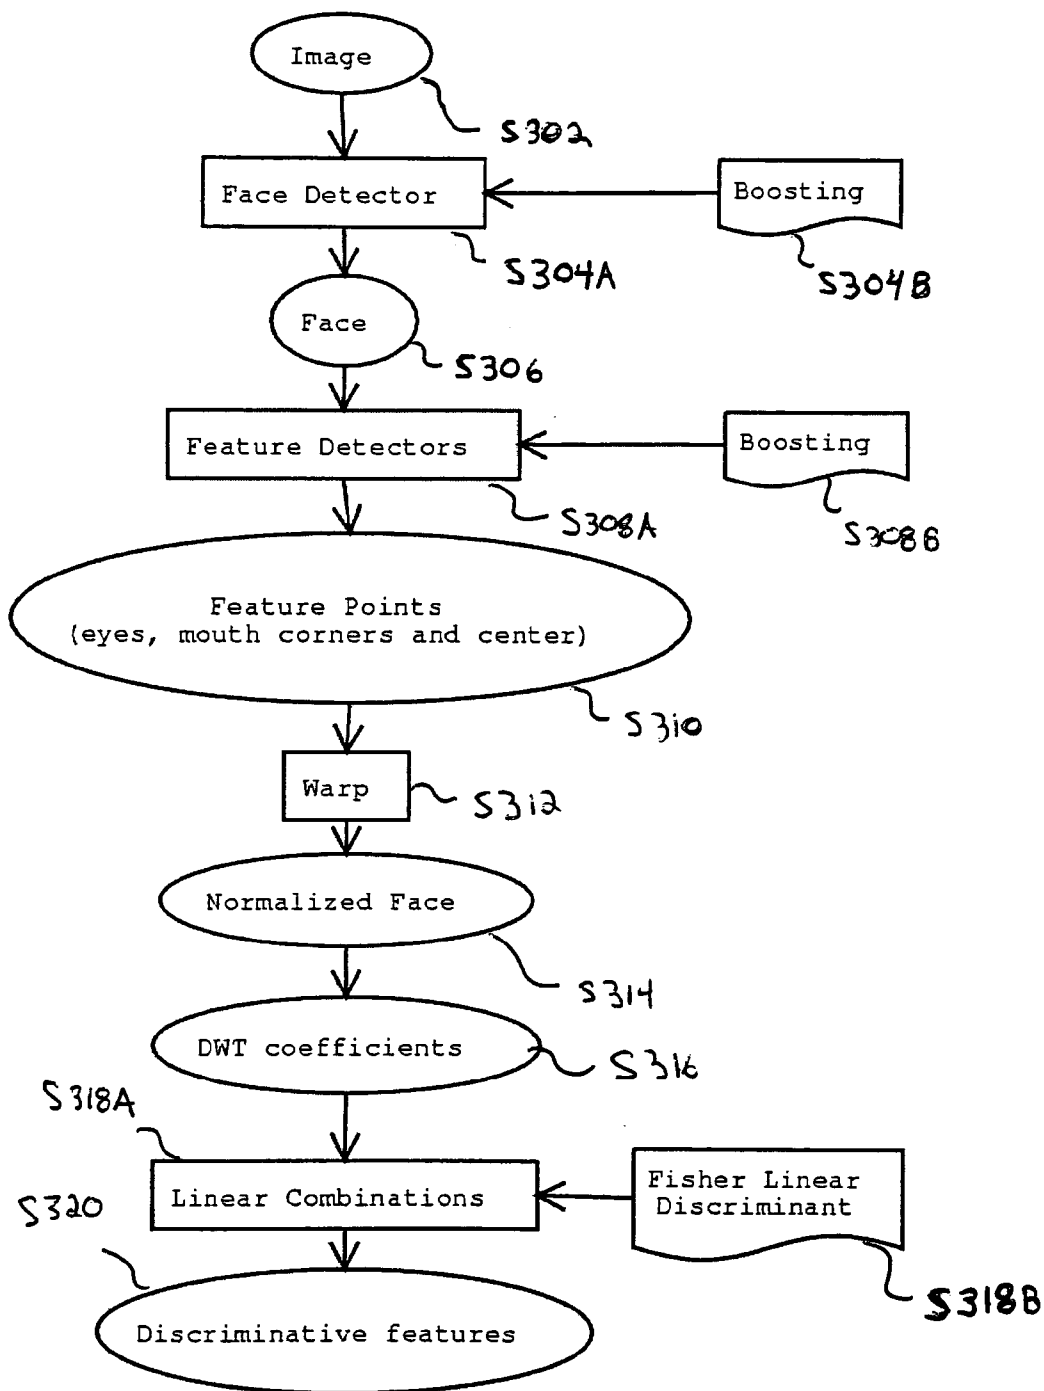 Image
S302
Face Detector
Boosting
S304A
S304B
Face
S306
Feature Detectors
Boosting
S308A
S308B
Feature Points
(eyes, mouth corners and center)
S310
Warp
S312
Normalized Face
S314
DWT coefficients
S316
S318A
Linear Combinations
Fisher Linear
Discriminant
S320
S318B
Discriminative features